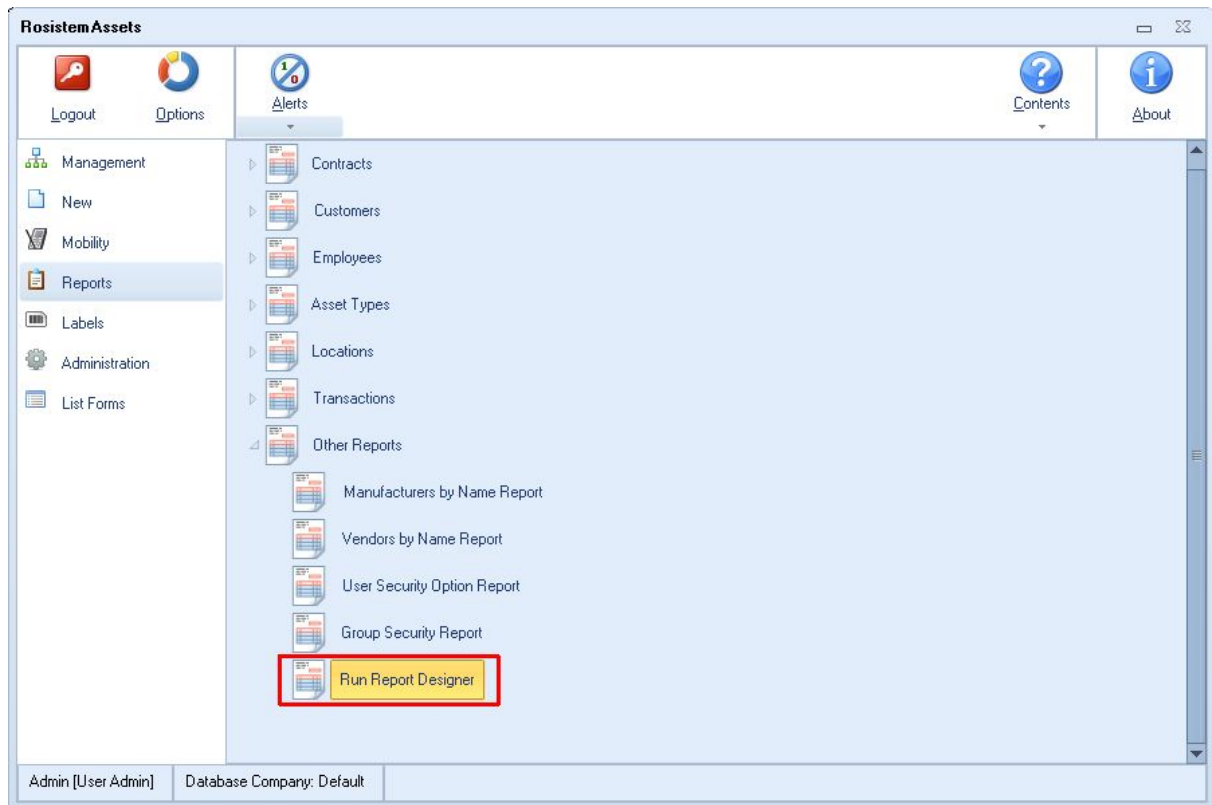 RosistemAssets
Logout
Options
Alerts
Contents
About
Management
New
Mobility
Reports
Labels
Administration
List Forms
Contracts
Customers
Employees
Asset Types
Locations
Transactions
Other Reports
Manufacturers by Name Report
Vendors by Name Report
User Security Option Report
Group Security Report
Run Report Designer
Admin [User Admin]
Database Company: Default